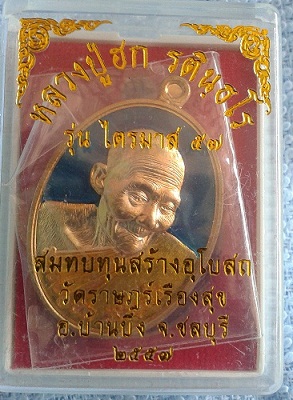 หลวงปู่ฮก รตินฺธโร
รุ่น ไตรมาส ๕๗
สมทบทุนสร้างอุโบสถ
วัดราษฎร์เรืองสุข
อ.บ้านบึง จ.ชลบุรี
๒๕๕๗